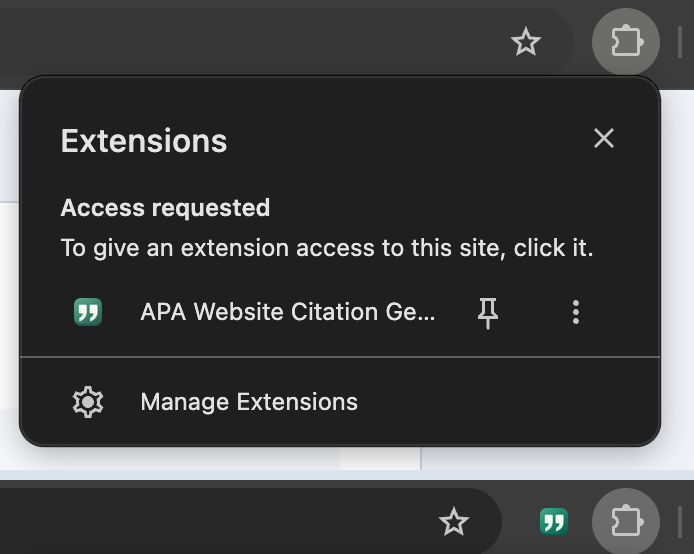 Extensions
Access requested
To give an extension access to this site, click it.
APA Website Citation Ge...
Manage Extensions